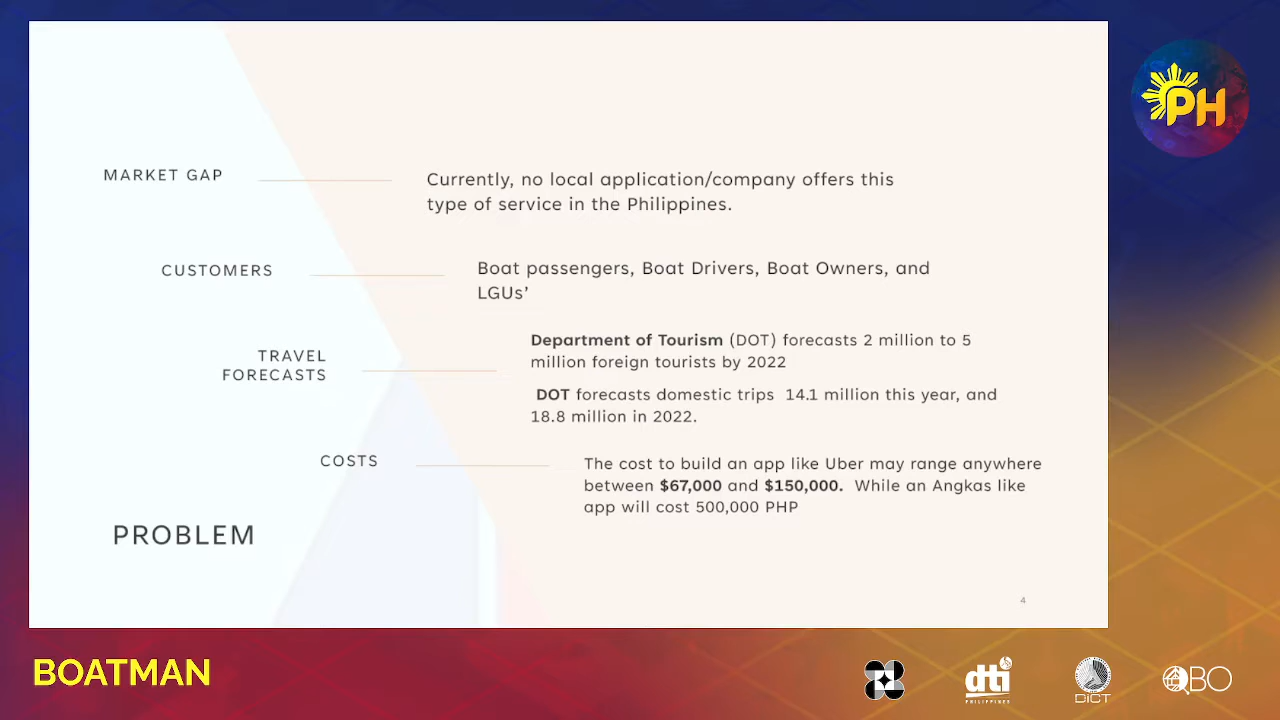 PH
MARKET GAP
Currently, no local application/company offers this
type of service in the Philippines.
CUSTOMERS
Boat passengers, Boat Drivers, Boat Owners, and
LGUs’
TRAVEL
FORECASTS
Department of Tourism (DOT) forecasts 2 million to 5
million foreign tourists by 2022
DOT forecasts domestic trips 14.1 million this year, and
18.8 million in 2022.
COSTS
The cost to build an app like Uber may range anywhere
between $67,000 and $150,000. While an Angkas like
app will cost 500,000 PHP
PROBLEM
4
BOATMAN
dti
PHILIPPINES
DICT
QBO